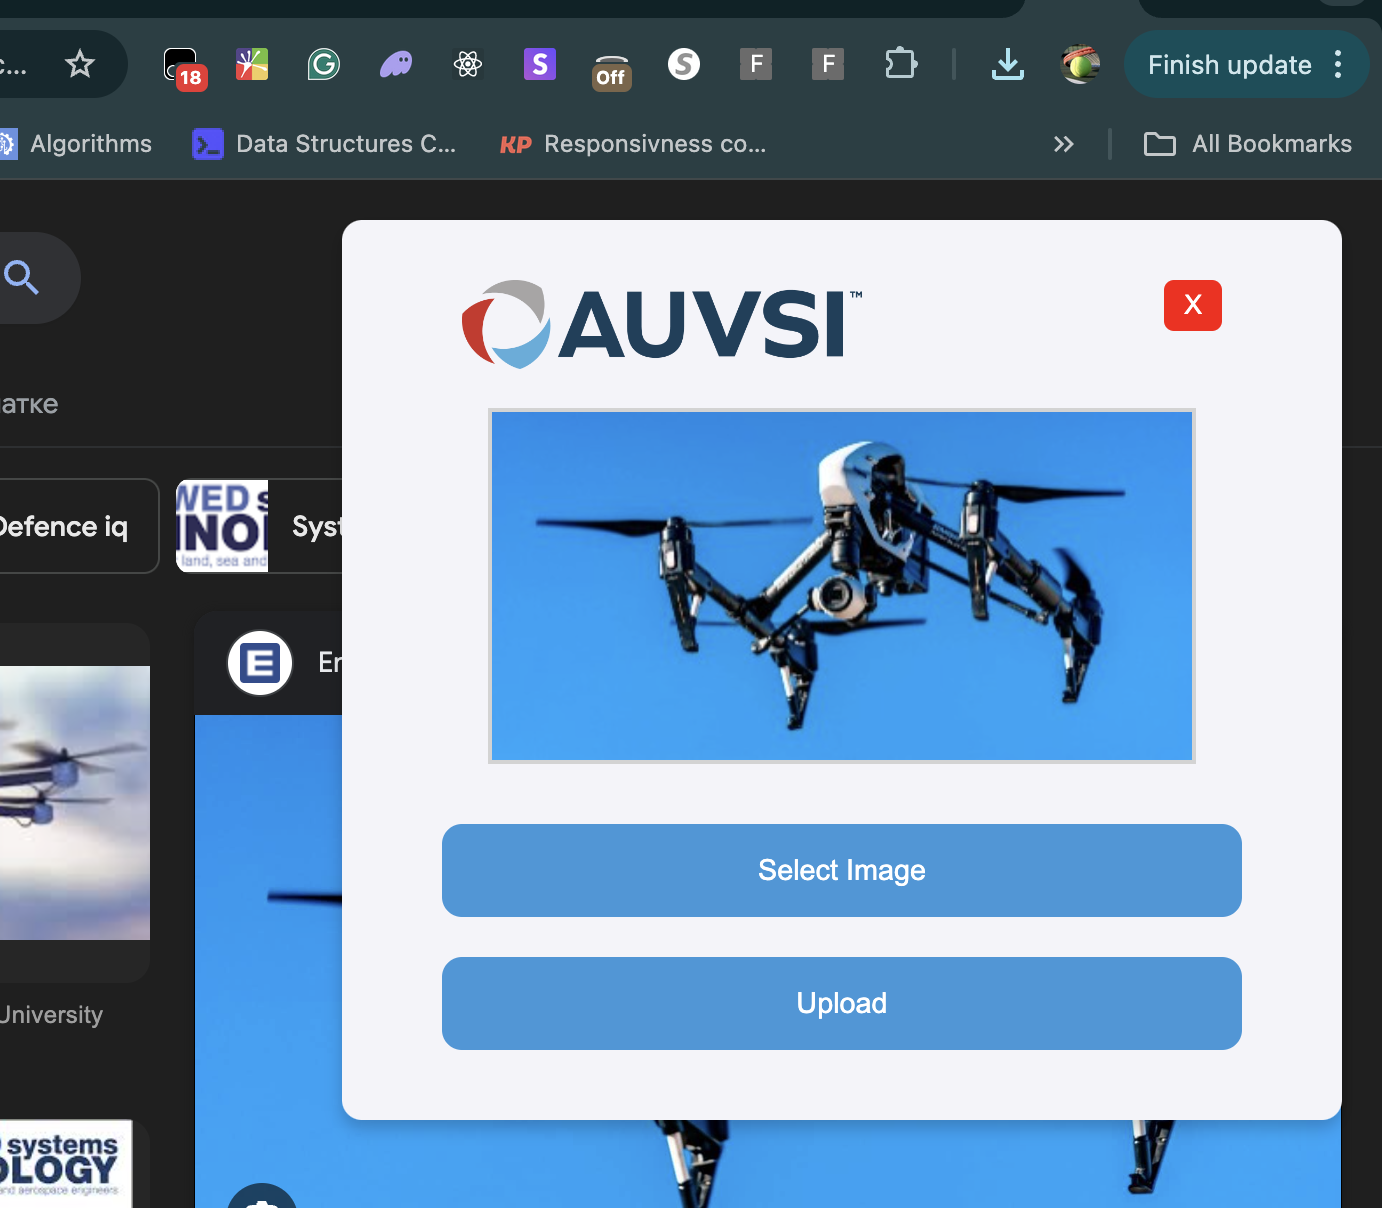 c...
18
G
S
Off
S
F
F
Finish update
Algorithms
Data Structures C...
KP
Responsivness co...
All Bookmarks
атке
AUVSI™
X
Defence iq
WED s
NO
land, sea and
Syst
E
Er
Select Image
University
Upload
systems
OLOGY
and aerospace engineers